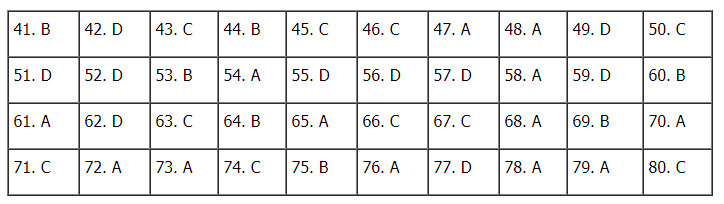 41. B 42. D 43. C 44. B 45. C 46. C 47. A 48. A 49. D 50. C
51. D 52. D 53. B 54. A 55. D 56. D 57. D 58. A 59. D 60. B
61. A 62. D 63. C 64. B 65. A 66. C 67. C 68. A 69. B 70. A
71. C 72. A 73. A 74. C 75. B 76. A 77. D 78. A 79. A 80. C